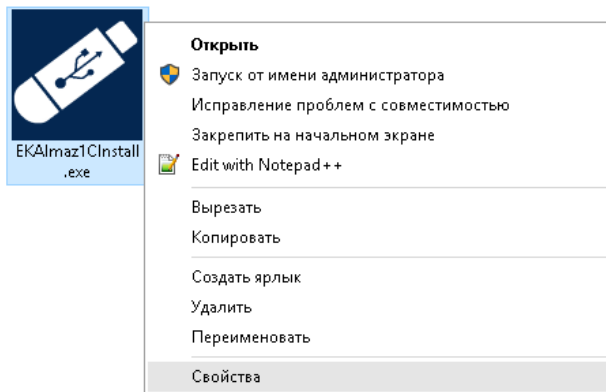 EKAlmaz1CInstall
.exe
Открыть
Запуск от имени администратора
Исправление проблем с совместимостью
Закрепить на начальном экране
Edit with Notepad++
Вырезать
Копировать
Создать ярлык
Удалить
Переименовать
Свойства